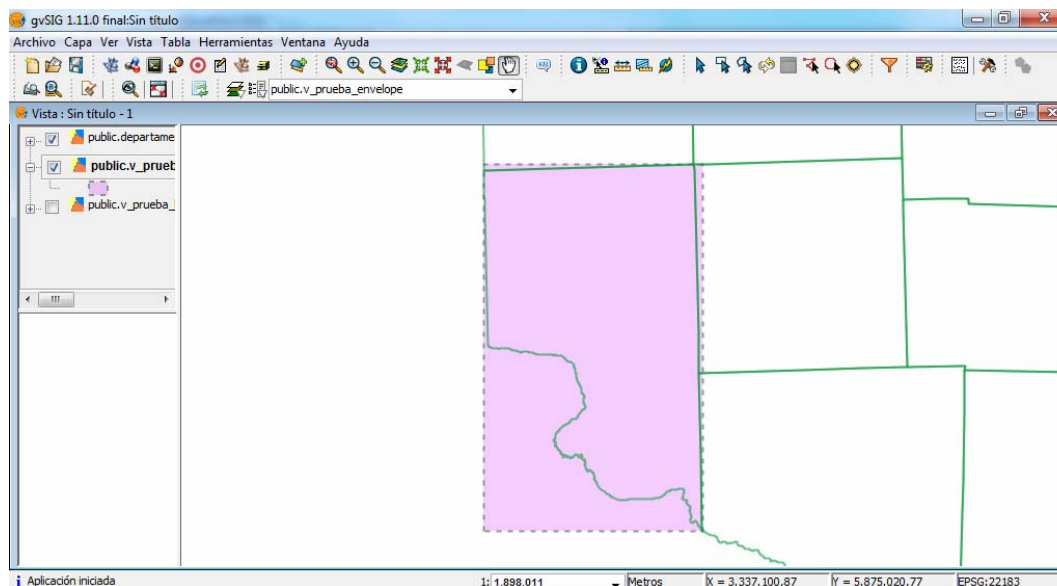 gvSIG 1.11.0 final:Sin título
Archivo Capa Ver Vista Tabla Herramientas Ventana Ayuda
public.v_prueba_envelope
Vista : Sin título - 1
public.departame
public.v_prueb
public.v_prueba_
Aplicación iniciada
1: 1.898.011
Metros
X = 3.337.100,87
Y = 5.875.020,77
EPSG:22183